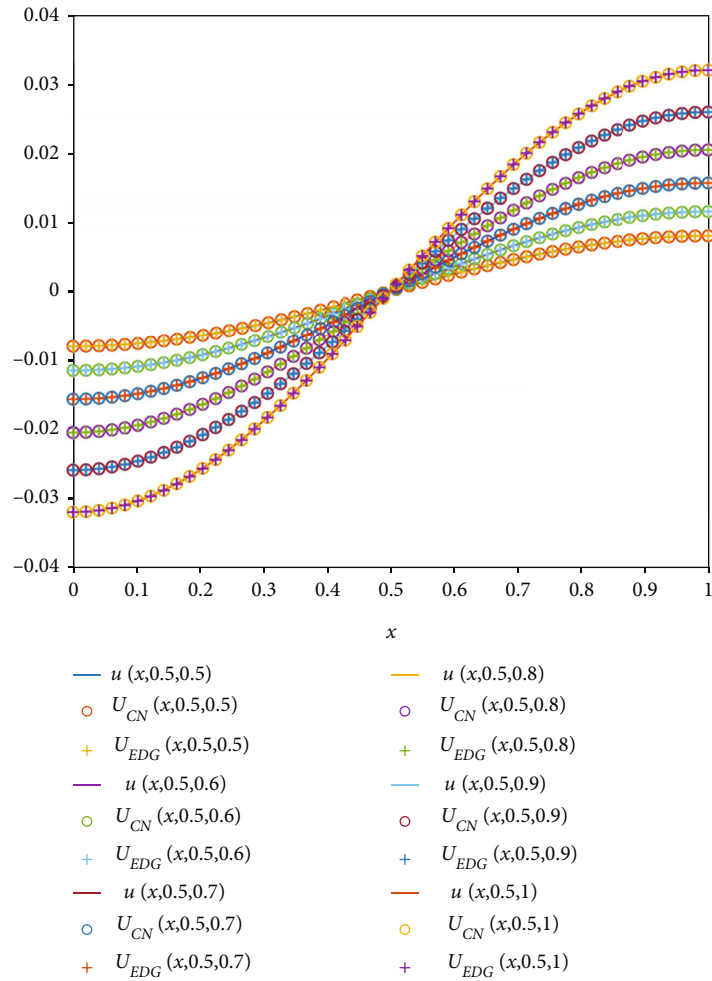 0.04
0.03
0.02
0.01
0
–0.01
–0.02
–0.03
–0.04
0 0.1 0.2 0.3 0.4 0.5 0.6 0.7 0.8 0.9 1
x
u (x,0.5,0.5)
U_CN (x,0.5,0.5)
U_EDG (x,0.5,0.5)
u (x,0.5,0.6)
U_CN (x,0.5,0.6)
U_EDG (x,0.5,0.6)
u (x,0.5,0.7)
U_CN (x,0.5,0.7)
U_EDG (x,0.5,0.7)
u (x,0.5,0.8)
U_CN (x,0.5,0.8)
U_EDG (x,0.5,0.8)
u (x,0.5,0.9)
U_CN (x,0.5,0.9)
U_EDG (x,0.5,0.9)
u (x,0.5,1)
U_CN (x,0.5,1)
U_EDG (x,0.5,1)